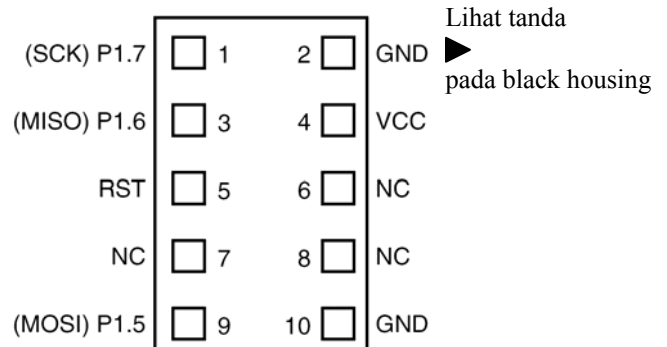 Lihat tanda
(SCK) P1.7 1 2 GND
pada black housing
(MISO) P1.6 3 4 VCC
RST 5 6 NC
NC 7 8 NC
(MOSI) P1.5 9 10 GND